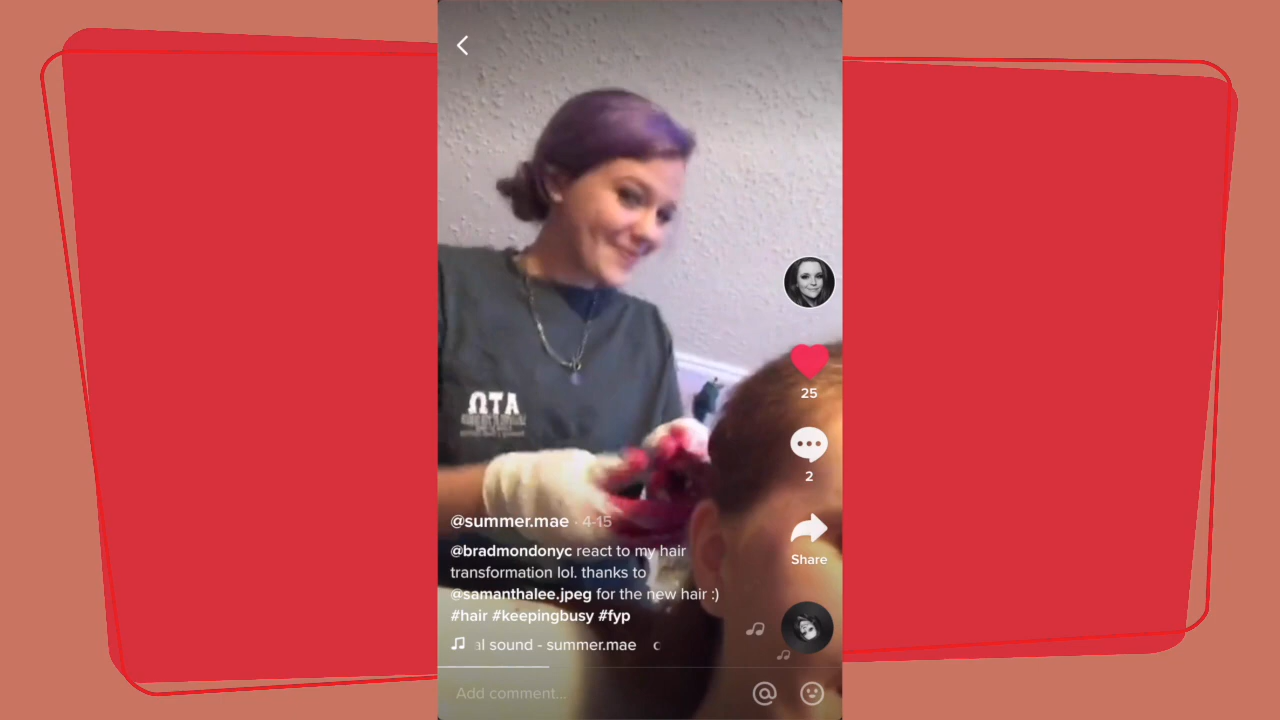 ΩTA
25
2
Share
@summer.mae · 4-15
@bradmondonyc react to my hair
transformation lol. thanks to
@samanthalee.jpeg for the new hair :)
#hair #keepingbusy #fyp
al sound - summer.mae
Add comment...